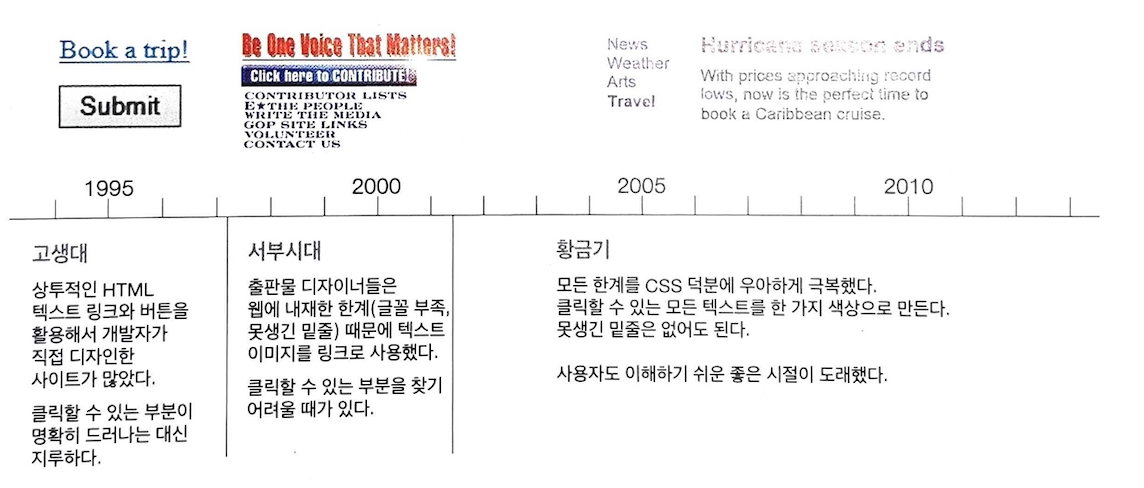 Book a trip!
Submit
Be One Voice That Matters!
Click here to CONTRIBUTE!
CONTRIBUTOR LISTS
E★THE PEOPLE
WRITE THE MEDIA
GOP SITE LINKS
VOLUNTEER
CONTACT US
News
Weather
Arts
Travel
Hurricane season ends
With prices approaching record
lows, now is the perfect time to
book a Caribbean cruise.
1995
2000
2005
2010
고생대
상투적인 HTML
텍스트 링크와 버튼을
활용해서 개발자가
직접 디자인한
사이트가 많았다.
클릭할 수 있는 부분이
명확히 드러나는 대신
지루하다.
서부시대
출판물 디자이너들은
웹에 내재한 한계(글꼴 부족,
못생긴 밑줄) 때문에 텍스트
이미지를 링크로 사용했다.
클릭할 수 있는 부분을 찾기
어려울 때가 있다.
황금기
모든 한계를 CSS 덕분에 우아하게 극복했다.
클릭할 수 있는 모든 텍스트를 한 가지 색상으로 만든다.
못생긴 밑줄은 없어도 된다.
사용자도 이해하기 쉬운 좋은 시절이 도래했다.